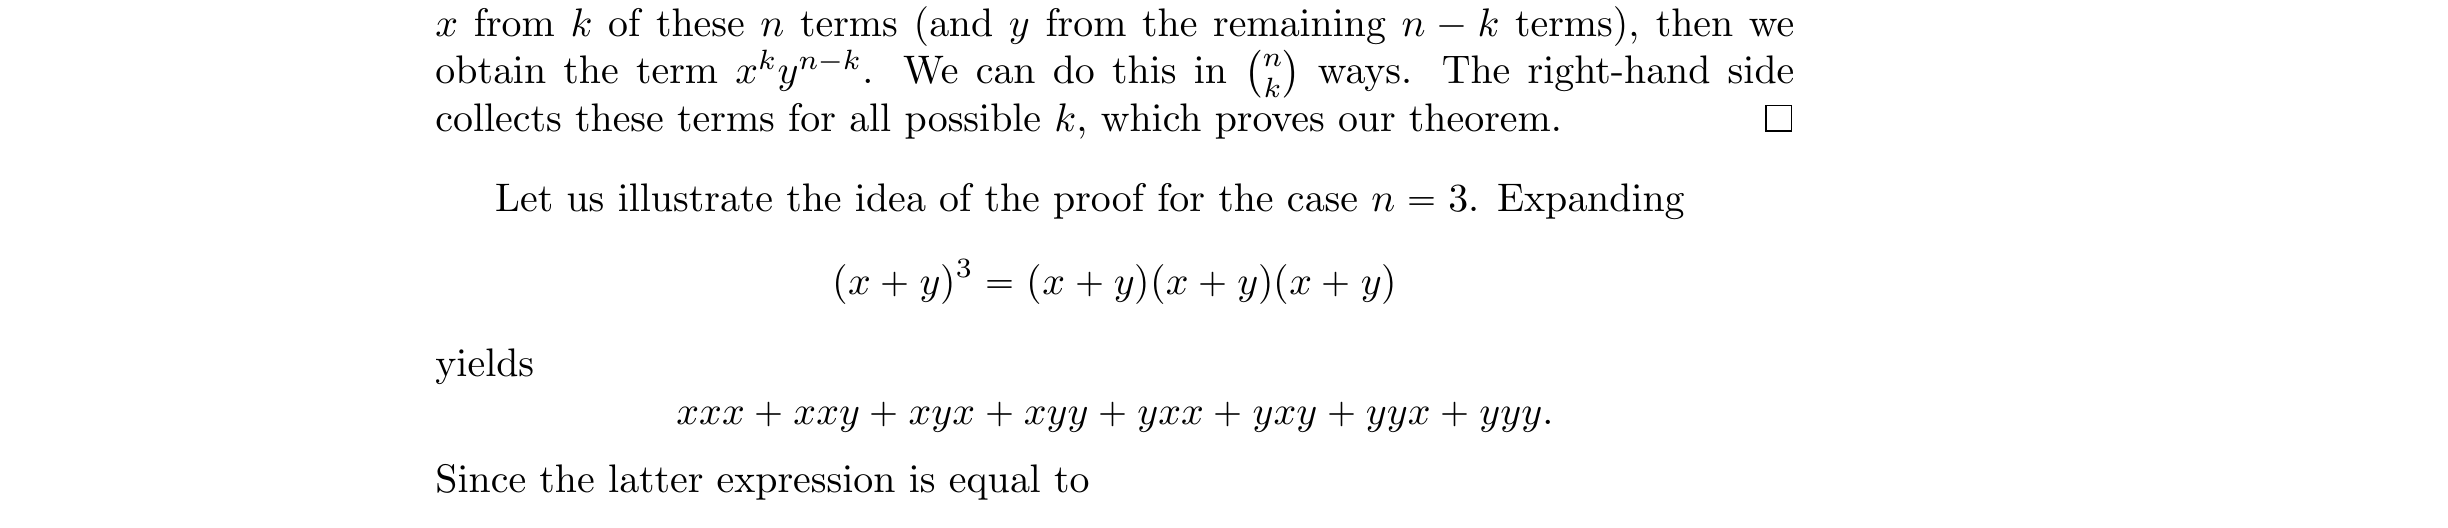 x from k of these n terms (and y from the remaining n − k terms), then we
obtain the term x^k y^{n−k}. We can do this in \binom{n}{k} ways. The right-hand side
collects these terms for all possible k, which proves our theorem. □
Let us illustrate the idea of the proof for the case n = 3. Expanding
(x + y)^3 = (x + y)(x + y)(x + y)
yields
xxx + xxy + xyx + xyy + yxx + yxy + yyx + yyy.
Since the latter expression is equal to